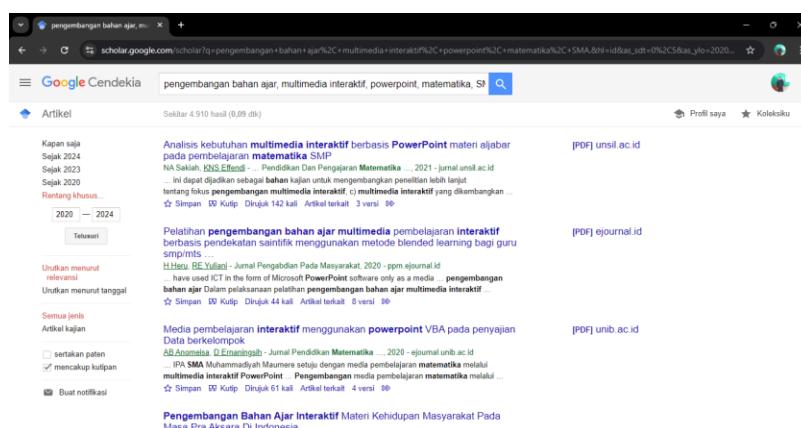 pengembangan bahan ajar, mu
scholar.google.com/scholar?q=pengembangan+bahan+ajar%2C+multimedia+interaktif%2C+powerpoint%2C+matematika%2C+SMA.&hl=id&as_sdt=0%2C5&as_ylo=2020...
Google Cendekia
pengembangan bahan ajar, multimedia interaktif, powerpoint, matematika, SM
Artikel
Sekitar 4.910 hasil (0,09 dtk)
Profil saya
Koleksiku
Kapan saja
Sejak 2024
Sejak 2023
Sejak 2020
Rentang khusus...
2020 — 2024
Telusuri
Urutkan menurut
relevansi
Urutkan menurut tanggal
Semua jenis
Artikel kajian
sertakan paten
mencakup kutipan
Buat notifikasi
Analisis kebutuhan multimedia interaktif berbasis PowerPoint materi aljabar
pada pembelajaran matematika SMP
NA Sakiah, KNS Effendi - ... Pendidikan Dan Pengajaran Matematika ..., 2021 - jurnal.unsil.ac.id
... ini dapat dijadikan sebagai bahan kajian untuk mengembangkan penelitian lebih lanjut
tentang fokus pengembangan multimedia interaktif, c) multimedia interaktif yang dikembangkan ...
Simpan Kutip Dirujuk 142 kali Artikel terkait 3 versi
[PDF] unsil.ac.id
Pelatihan pengembangan bahan ajar multimedia pembelajaran interaktif
berbasis pendekatan saintifik menggunakan metode blended learning bagi guru
smp/mts ...
H Heru, RE Yuliani - Jurnal Pengabdian Pada Masyarakat, 2020 - ppm.ejournal.id
... have used ICT in the form of Microsoft PowerPoint software only as a media ... pengembangan
bahan ajar Dalam pelaksanaan pelatihan pengembangan bahan ajar multimedia interaktif ...
Simpan Kutip Dirujuk 44 kali Artikel terkait 8 versi
[PDF] ejournal.id
Media pembelajaran interaktif menggunakan powerpoint VBA pada penyajian
Data berkelompok
AB Anomeisa, D Ernaningsih - Jurnal Pendidikan Matematika ..., 2020 - ejournal.unib.ac.id
... IPA SMA Muhammadiyah Maumere setuju dengan media pembelajaran matematika melalui
multimedia interaktif PowerPoint ... Pengembangan media pembelajaran matematika melalui ...
Simpan Kutip Dirujuk 61 kali Artikel terkait 4 versi
[PDF] unib.ac.id
Pengembangan Bahan Ajar Interaktif Materi Kehidupan Masyarakat Pada
Masa Pra Aksara Di Indonesia